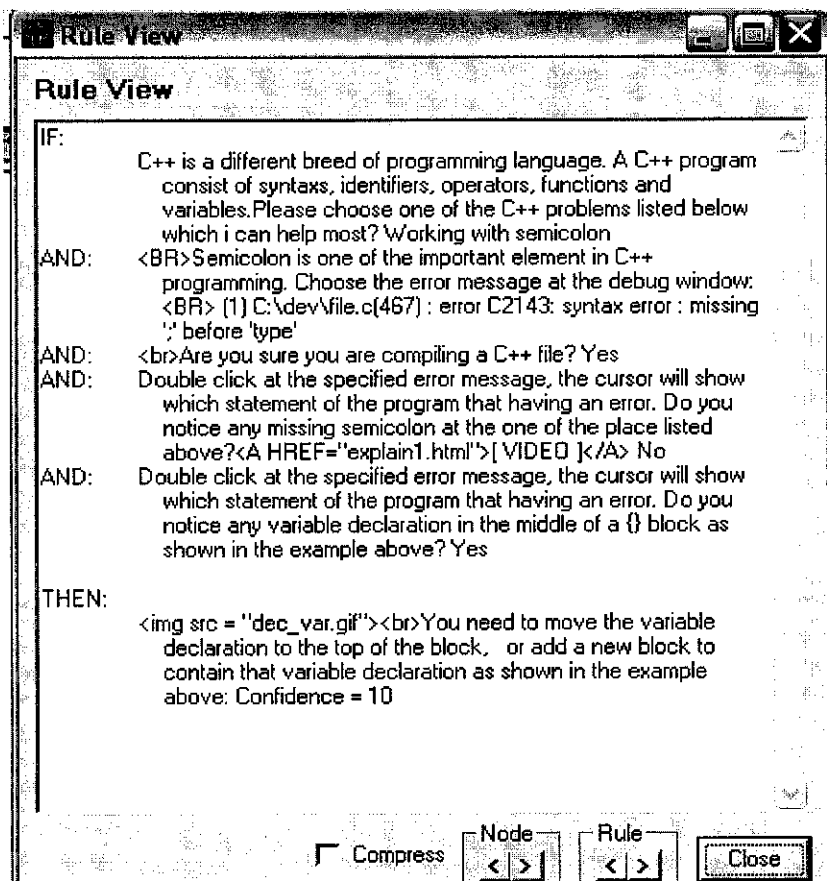 Rule View
Rule View
IF:
C++ is a different breed of programming language. A C++ program
consist of syntaxs, identifiers, operators, functions and
variables.Please choose one of the C++ problems listed below
which i can help most? Working with semicolon
AND: <BR>Semicolon is one of the important element in C++
programming. Choose the error message at the debug window:
<BR> (1) C:\dev\file.c(467) : error C2143: syntax error : missing
';' before 'type'
AND: <br>Are you sure you are compiling a C++ file? Yes
AND: Double click at the specified error message, the cursor will show
which statement of the program that having an error. Do you
notice any missing semicolon at the one of the place listed
above?<A HREF="explain1.html">[ VIDEO ]</A> No
AND: Double click at the specified error message, the cursor will show
which statement of the program that having an error. Do you
notice any variable declaration in the middle of a {} block as
shown in the example above? Yes
THEN:
<img src = "dec_var.gif"><br>You need to move the variable
declaration to the top of the block, or add a new block to
contain that variable declaration as shown in the example
above: Confidence = 10
Compress Node < > Rule < > Close